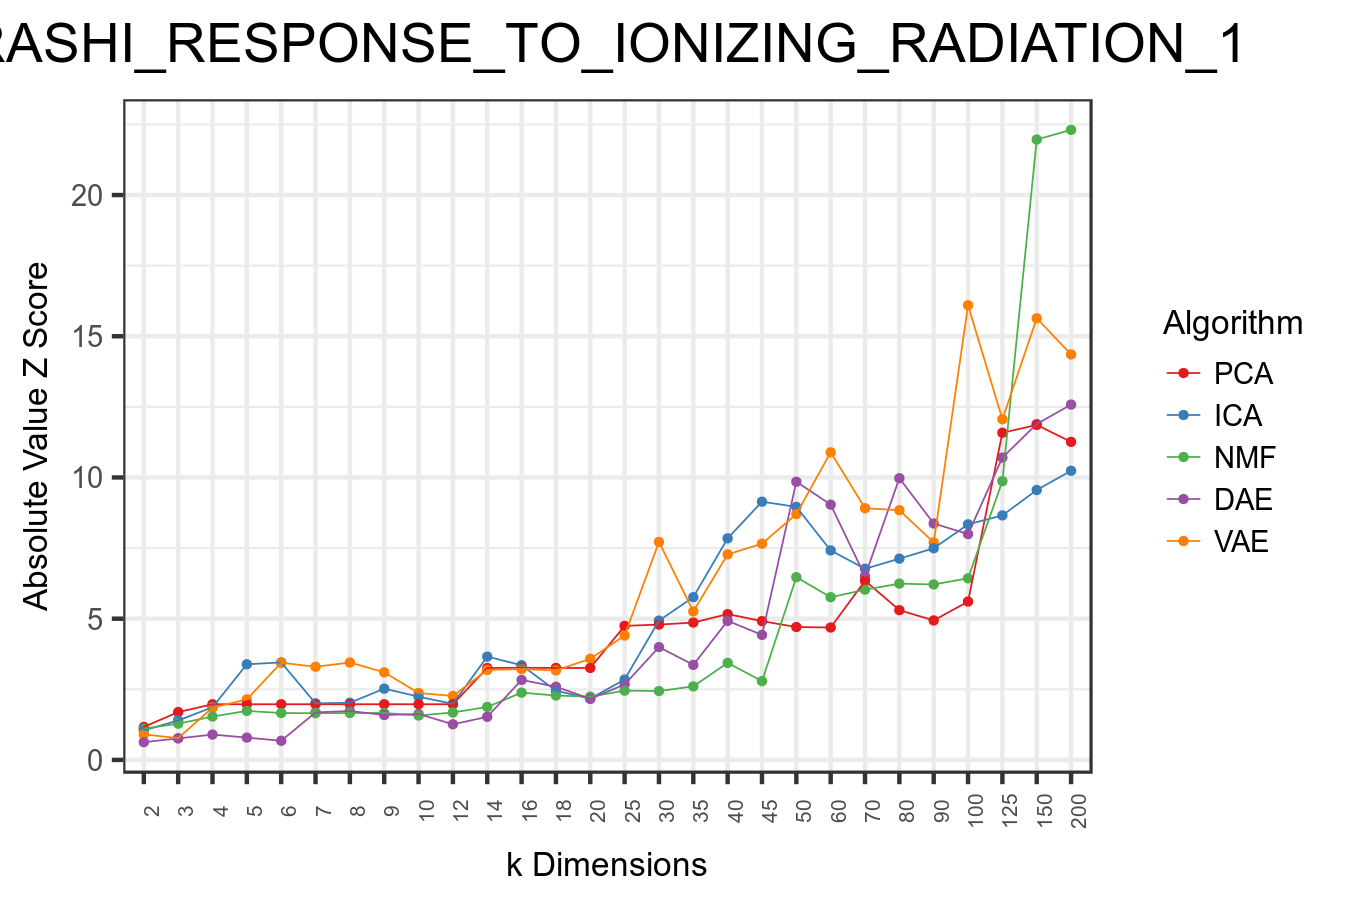 RASHI_RESPONSE_TO_IONIZING_RADIATION_1
Absolute Value Z Score
20
15
10
5
0
2 3 4 5 6 7 8 9 10 12 14 16 18 20 25 30 35 40 45 50 60 70 80 90 100 125 150 200
k Dimensions
Algorithm
PCA
ICA
NMF
DAE
VAE